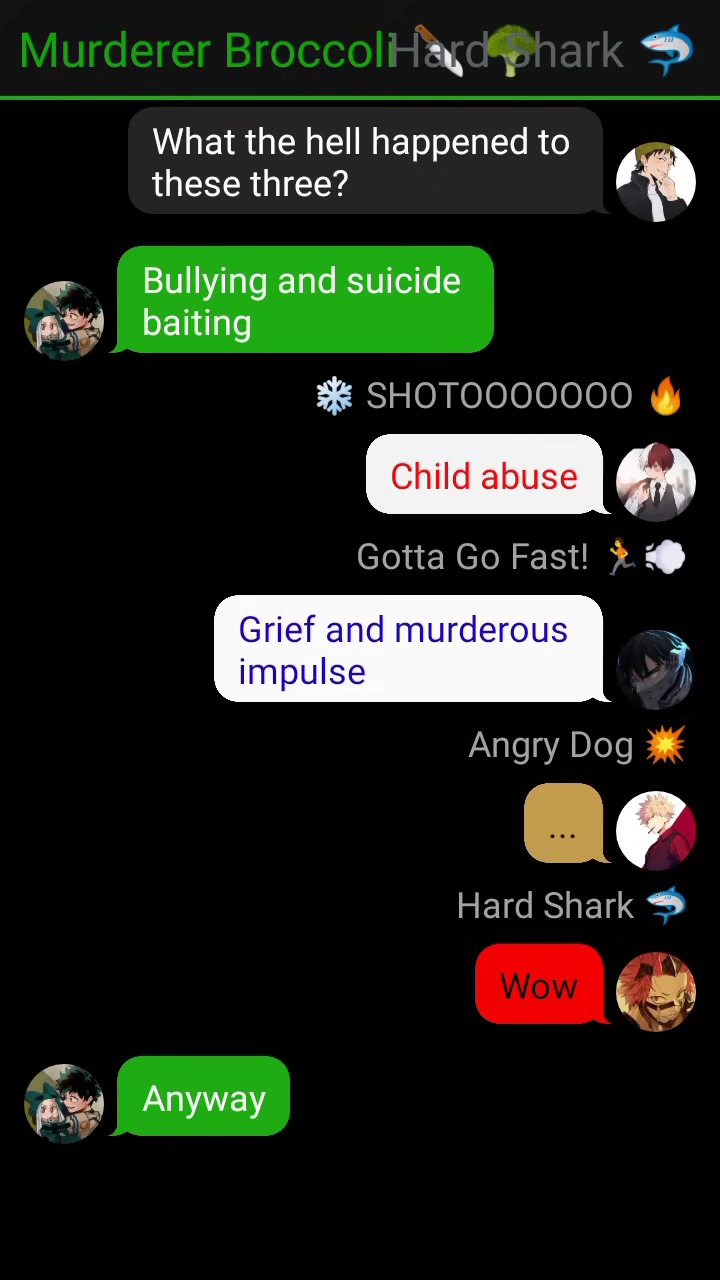 Murderer Broccoli 🔪 🥦
Hard Shark 🦈
What the hell happened to
these three?
Bullying and suicide
baiting
❄️ SHOTOOOOOOO 🔥
Child abuse
Gotta Go Fast! 🏃💨
Grief and murderous
impulse
Angry Dog 💥
...
Hard Shark 🦈
Wow
Anyway